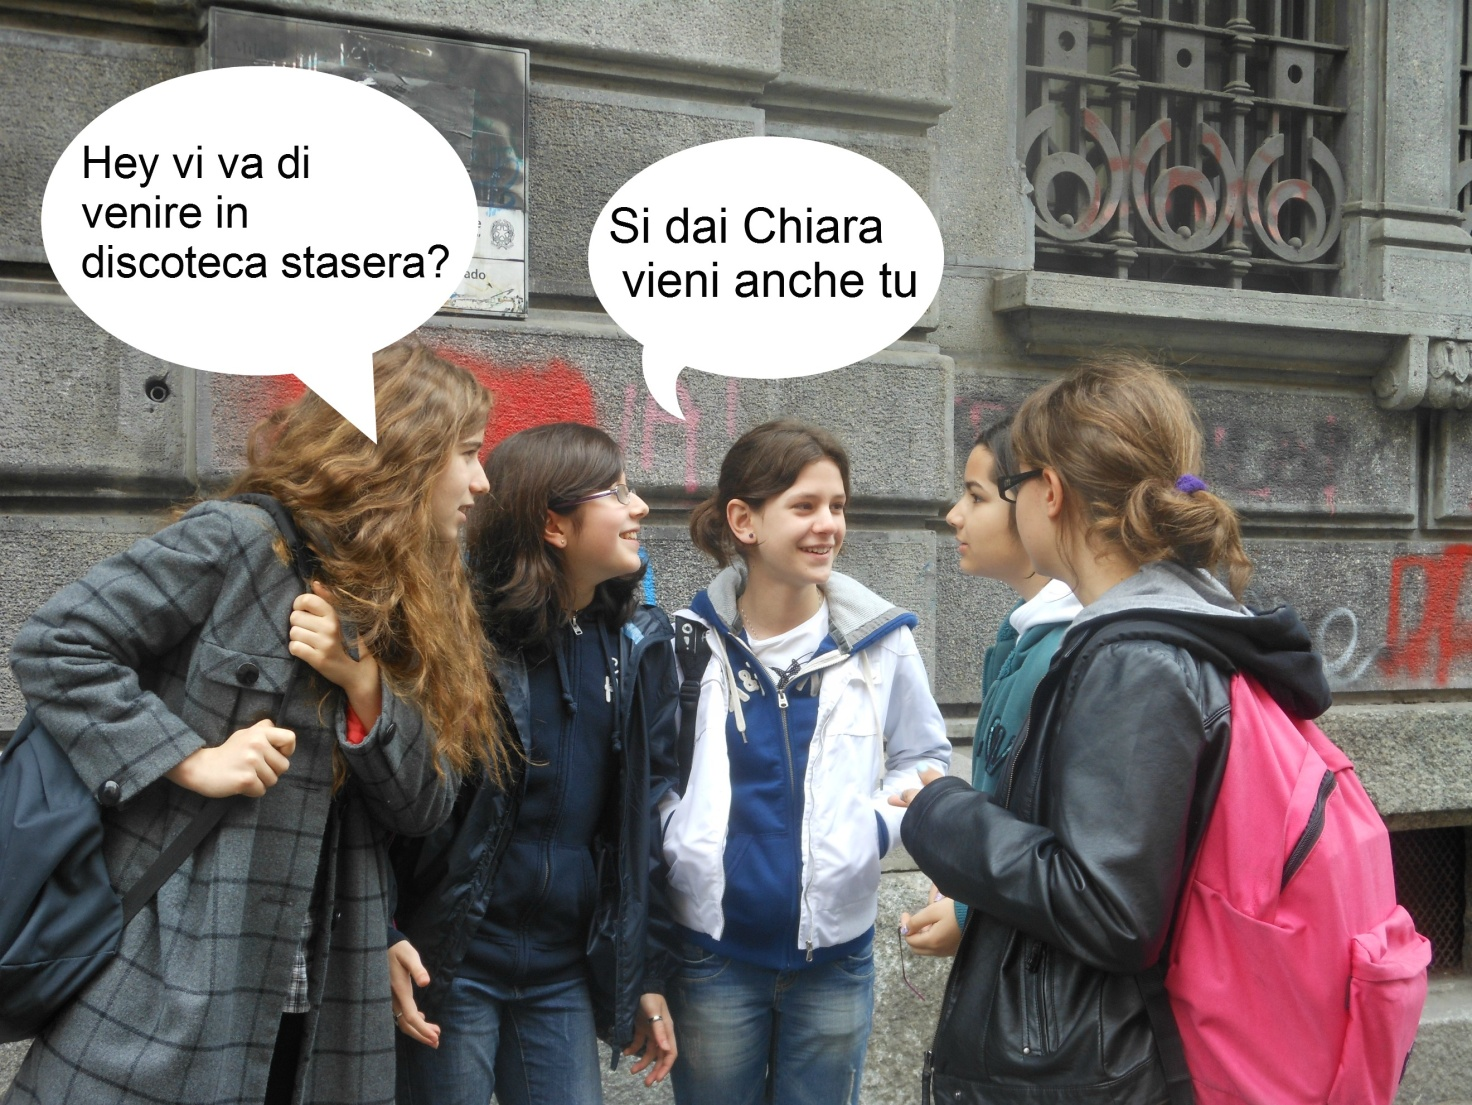 Hey vi va di
venire in
discoteca stasera?
Si dai Chiara
vieni anche tu